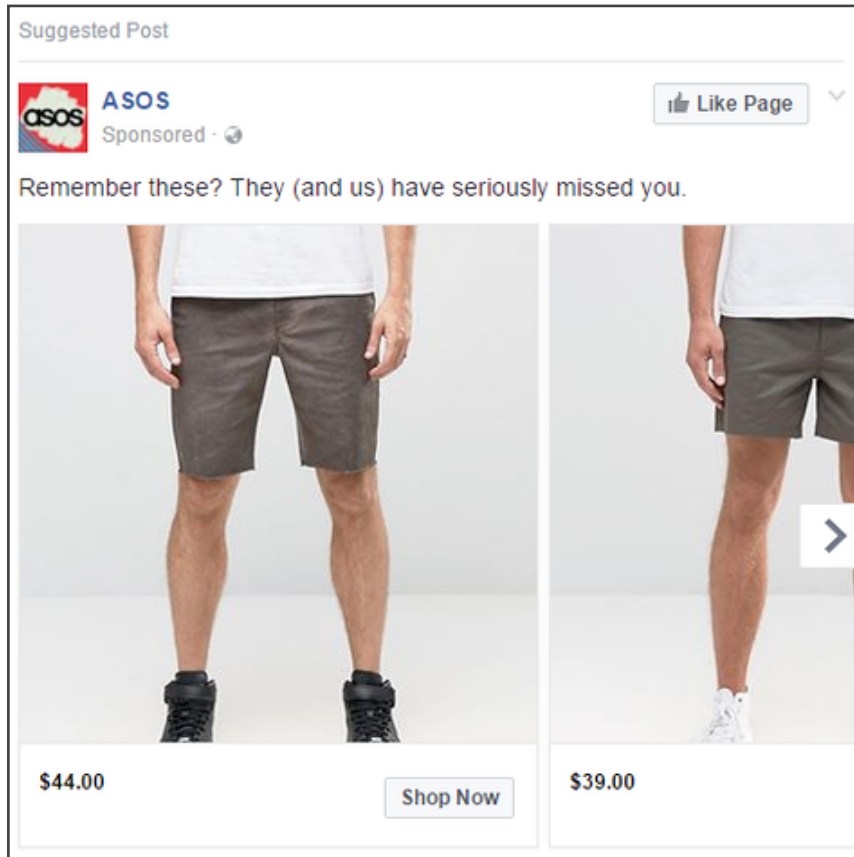 Suggested Post
asos
ASOS
Like Page
Sponsored ·
Remember these? They (and us) have seriously missed you.
$44.00
Shop Now
$39.00